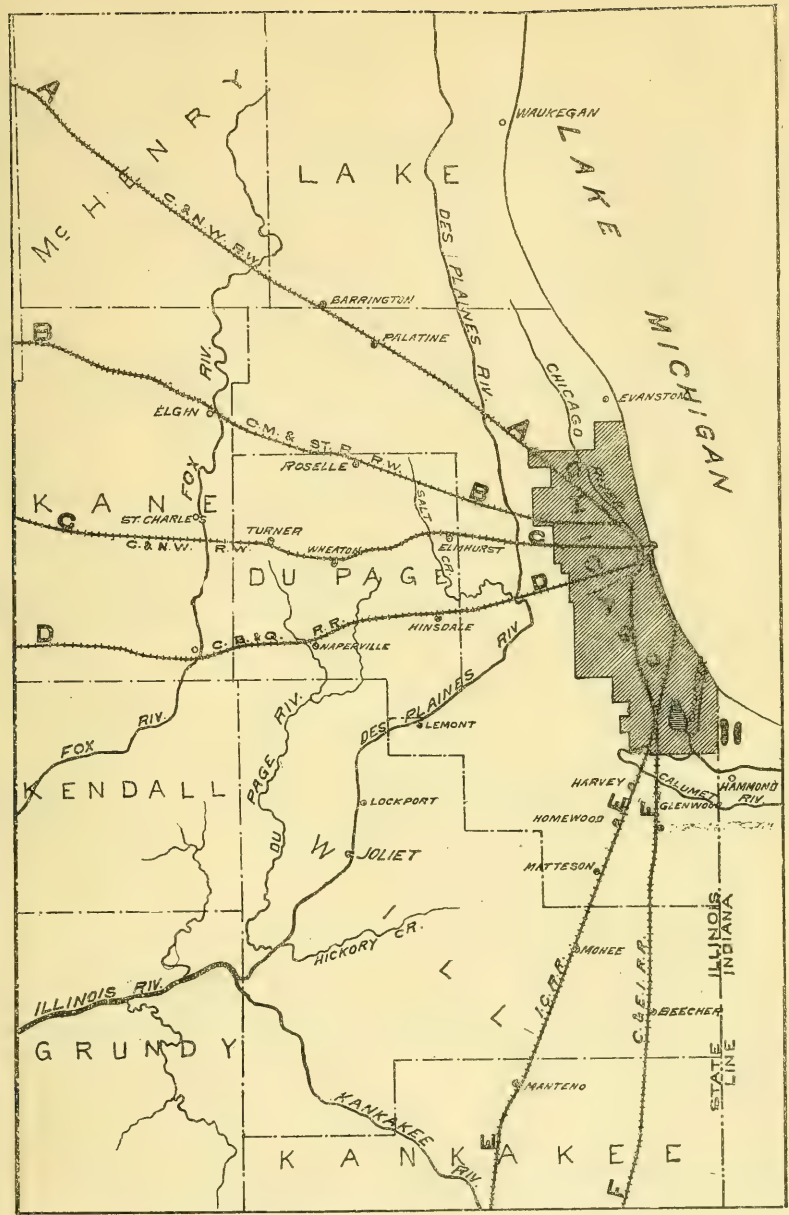 A
McHENRY
LAKE
WAUKEGAN
LAKE
MICHIGAN
C. & N.W. R.W.
DES PLAINES RIV.
BARRINGTON
B
PALATINE
FOX RIV.
CHICAGO
RIVER
EVANSTON
ELGIN
C. M. & ST. P. R.W.
ROSELLE
A
KANE
SALT CR.
B
C
ST. CHARLES
C. & N.W. R.W.
TURNER
WHEATON
ELMHURST
C
DU PAGE
D
D
C. B. & Q. R.R.
NAPERVILLE
HINSDALE
DES PLAINES RIV
LEMONT
FOX RIV.
KENDALL
DU PAGE RIV.
LOCKPORT
HARVEY
CALUMET RIV.
HAMMOND
HOMEWOOD
E
F
GLENWOOD
W
JOLIET
MATTESON
I
HICKORY CR.
L
L
MONEE
ILLINOIS
INDIANA
I.C.R.R.
C. & E. I. R.R.
BEECHER
ILLINOIS RIV.
GRUNDY
STATE LINE
MANTENO
KANKAKEE RIV.
E
KANKAKEE
F